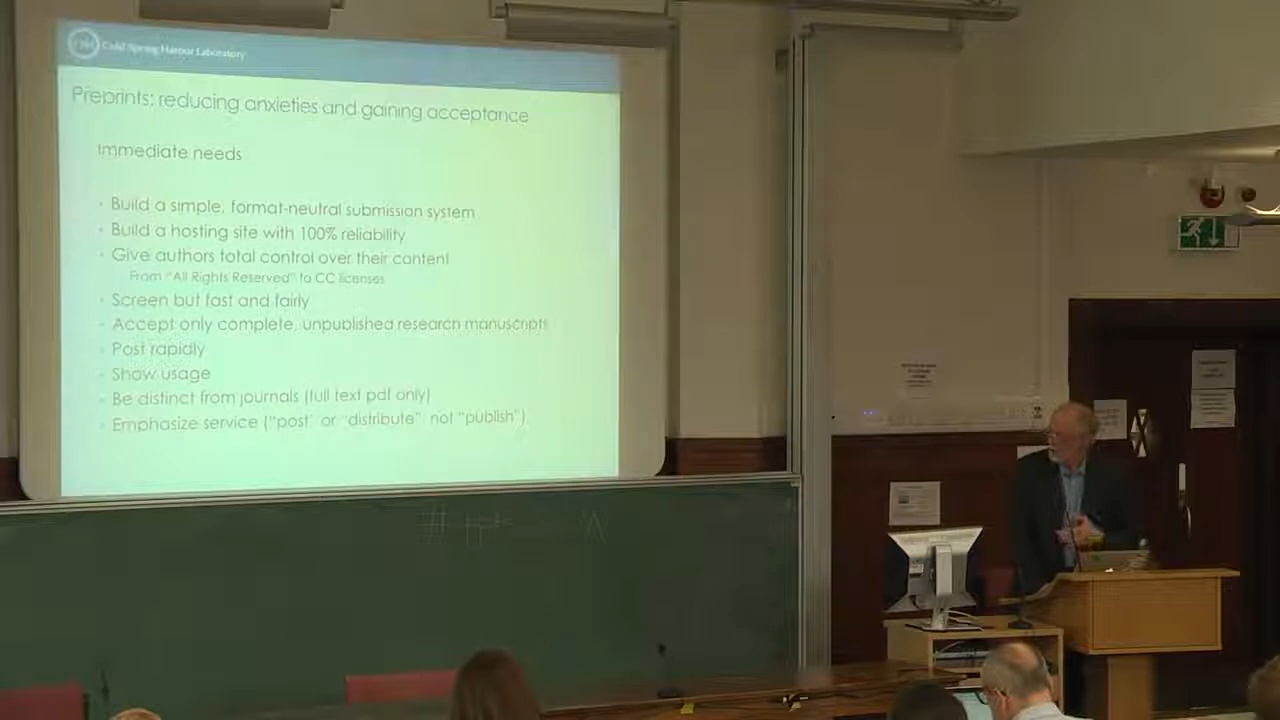 Cold Spring Harbor Laboratory
Preprints: reducing anxieties and gaining acceptance
Immediate needs
• Build a simple, format-neutral submission system
• Build a hosting site with 100% reliability
• Give authors total control over their content
From "All Rights Reserved" to CC licenses
• Screen but fast and fairly
• Accept only complete, unpublished research manuscripts
• Post rapidly
• Show usage
• Be distinct from journals (full text pdf only)
• Emphasize service ("post" or "distribute" not "publish")